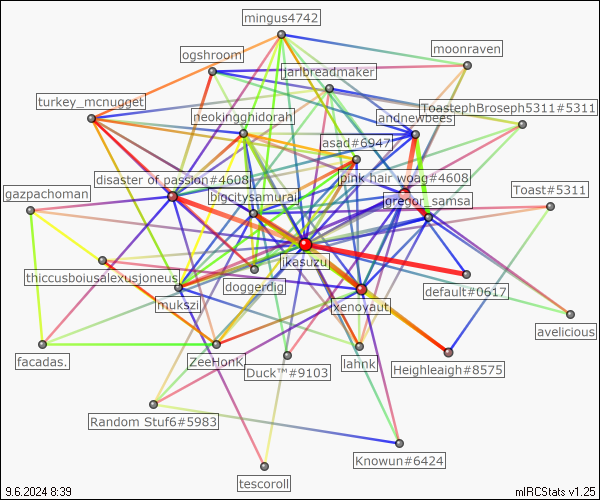 mingus4742
moonraven
ogshroom
jarlbreadmaker
turkey_mcnugget
ToastephBroseph5311#5311
neokingghidorah
andnewbees
asad#6947
disaster of passion#4608
pink hair woag#4608
gazpachoman
bigcitysamurai
gregor_samsa
Toast#5311
ikasuzu
thiccusboiusalexusjoneus
doggerdig
default#0617
mukszi
xenoyaut
avelicious
facadas.
ZeeHonK
lahnk
Duck™#9103
Heighleaigh#8575
Random Stuf6#5983
Knowun#6424
tescoroll
9.6.2024 8:39
mIRCStats v1.25